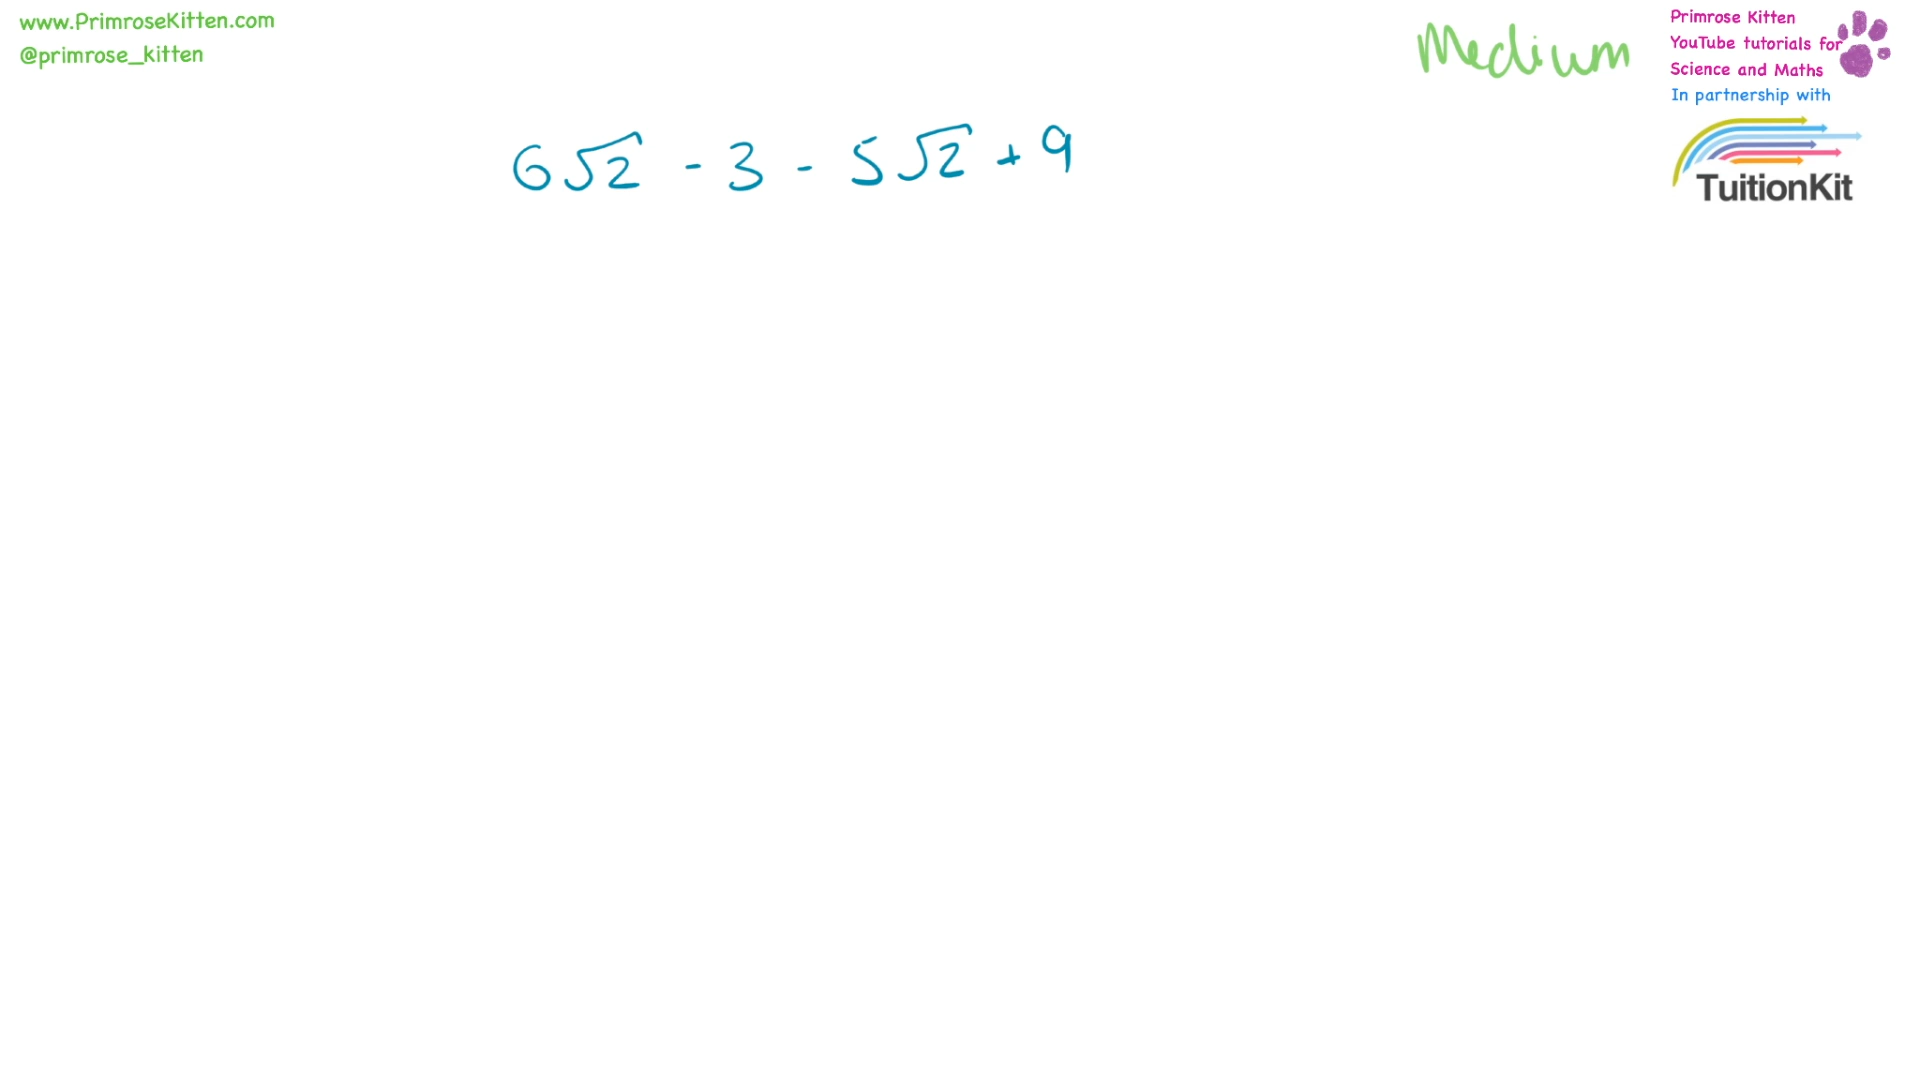 www.PrimroseKitten.com
@primrose_kitten
Medium
Primrose Kitten
YouTube tutorials for
Science and Maths
In partnership with
TuitionKit
6√2 - 3 - 5√2 + 9